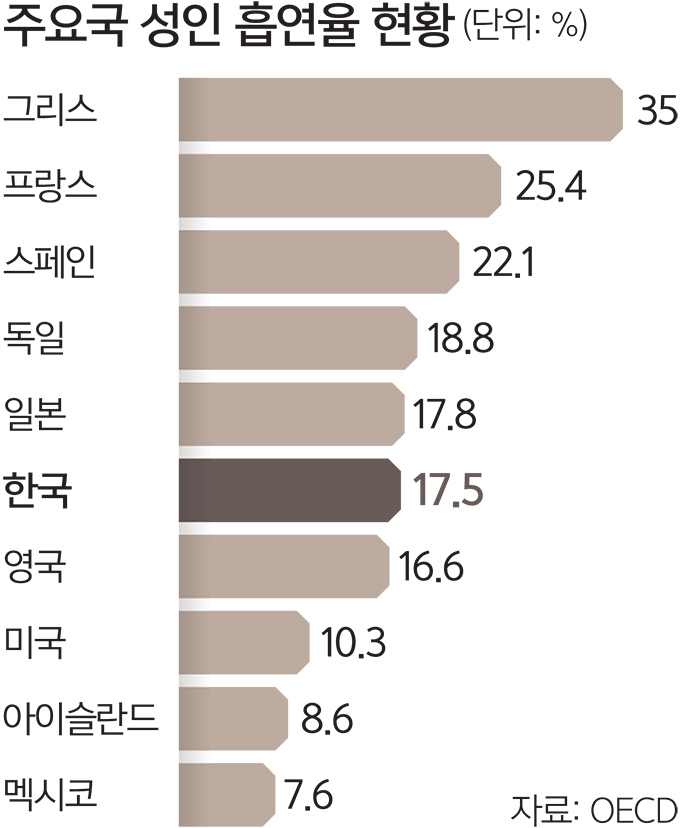 주요국 성인 흡연율 현황 (단위: %)
그리스 35
프랑스 25.4
스페인 22.1
독일 18.8
일본 17.8
한국 17.5
영국 16.6
미국 10.3
아이슬란드 8.6
멕시코 7.6
자료: OECD